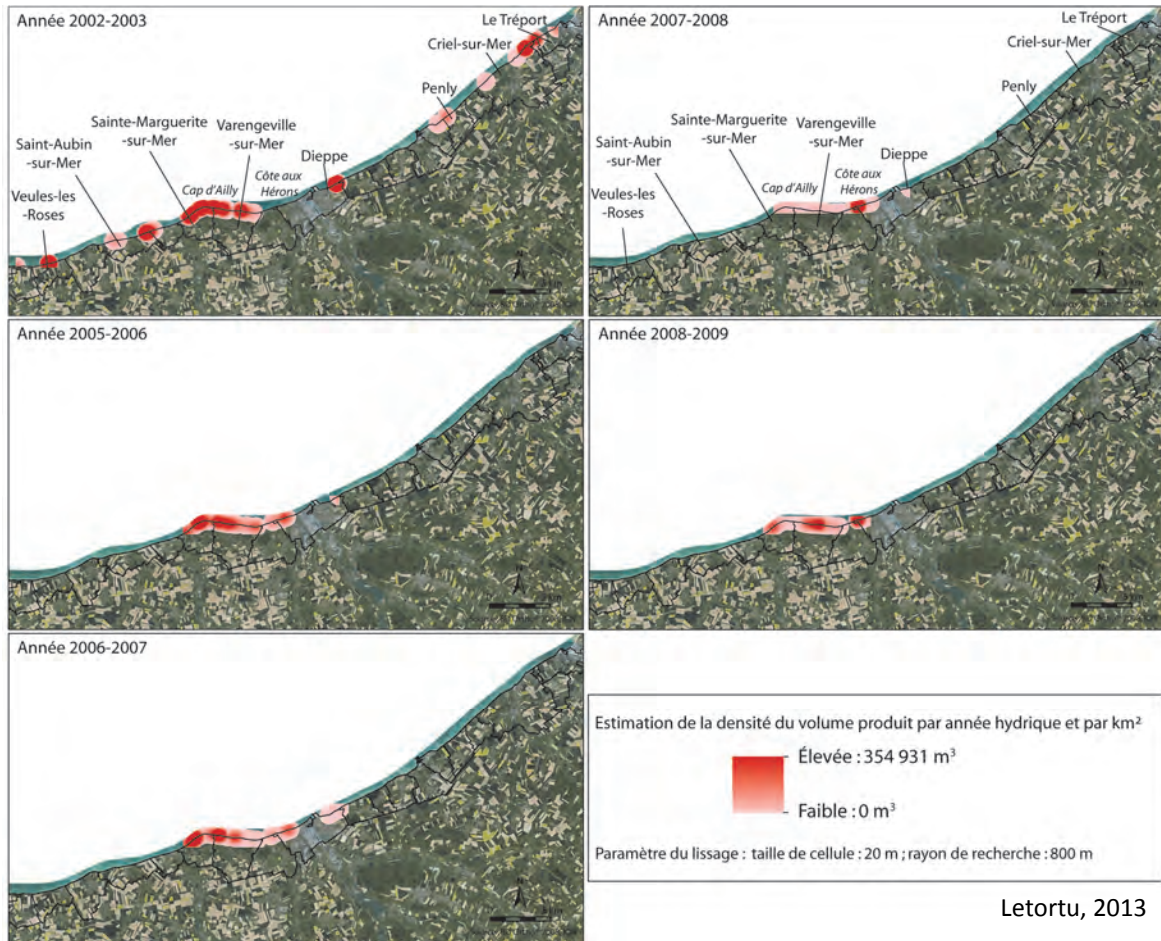 Année 2002-2003
Le Tréport
Criel-sur-Mer
Penly
Sainte-Marguerite
-sur-Mer
Varengeville
-sur-Mer
Saint-Aubin
-sur-Mer
Dieppe
Cap d'Ailly
Côte aux
Hérons
Veules-les
-Roses
N
Année 2007-2008
Le Tréport
Criel-sur-Mer
Penly
Sainte-Marguerite
-sur-Mer
Varengeville
-sur-Mer
Saint-Aubin
-sur-Mer
Dieppe
Cap d'Ailly
Côte aux
Hérons
Veules-les
-Roses
N
Année 2005-2006
N
Année 2008-2009
N
Année 2006-2007
N
Estimation de la densité du volume produit par année hydrique et par km²
Élevée : 354 931 m³
Faible : 0 m³
Paramètre du lissage : taille de cellule : 20 m ; rayon de recherche : 800 m
Letortu, 2013